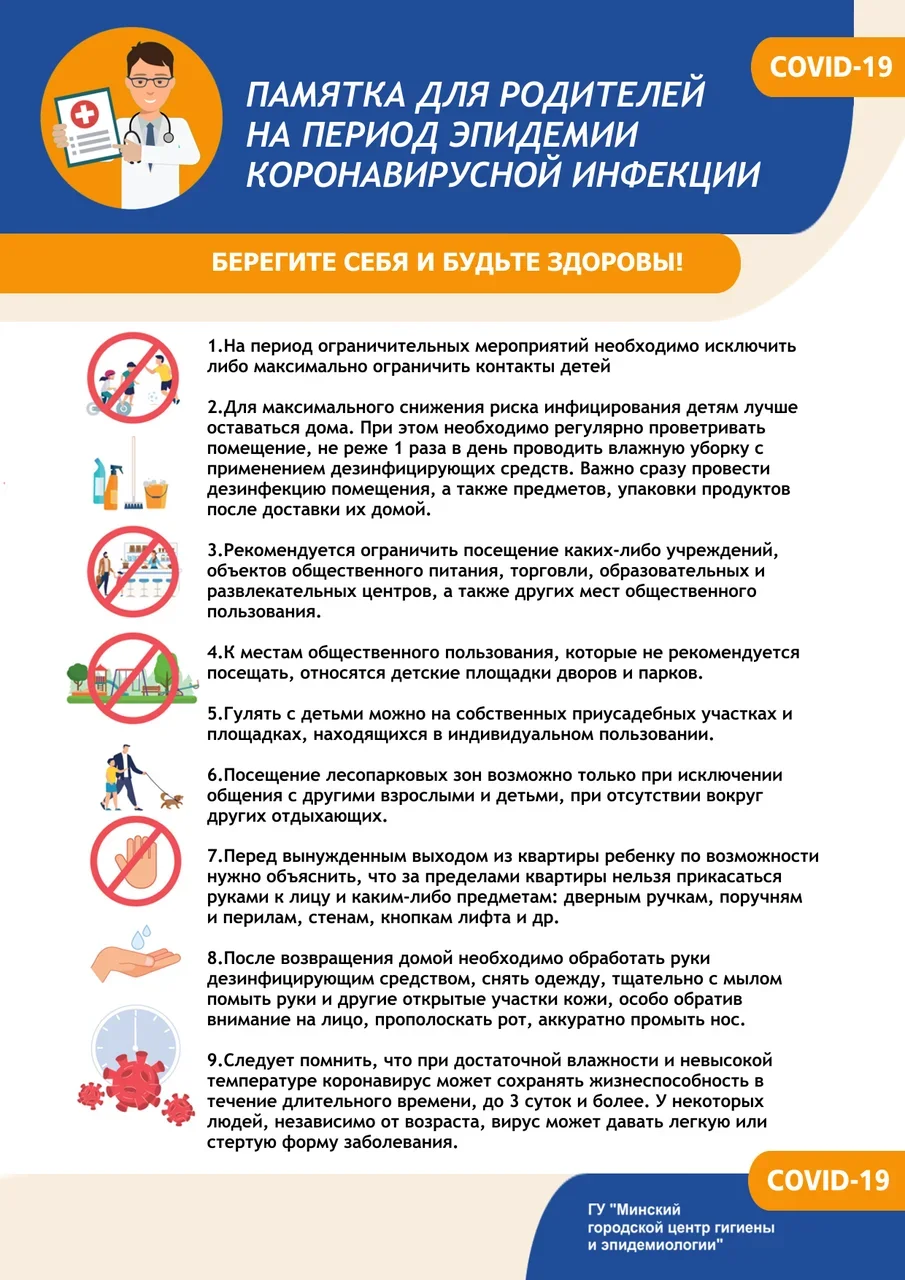 COVID-19
ПАМЯТКА ДЛЯ РОДИТЕЛЕЙ
НА ПЕРИОД ЭПИДЕМИИ
КОРОНАВИРУСНОЙ ИНФЕКЦИИ
БЕРЕГИТЕ СЕБЯ И БУДЬТЕ ЗДОРОВЫ!
1.На период ограничительных мероприятий необходимо исключить
либо максимально ограничить контакты детей
2.Для максимального снижения риска инфицирования детям лучше
оставаться дома. При этом необходимо регулярно проветривать
помещение, не реже 1 раза в день проводить влажную уборку с
применением дезинфицирующих средств. Важно сразу провести
дезинфекцию помещения, а также предметов, упаковки продуктов
после доставки их домой.
3.Рекомендуется ограничить посещение каких-либо учреждений,
объектов общественного питания, торговли, образовательных и
развлекательных центров, а также других мест общественного
пользования.
4.К местам общественного пользования, которые не рекомендуется
посещать, относятся детские площадки дворов и парков.
5.Гулять с детьми можно на собственных приусадебных участках и
площадках, находящихся в индивидуальном пользовании.
6.Посещение лесопарковых зон возможно только при исключении
общения с другими взрослыми и детьми, при отсутствии вокруг
других отдыхающих.
7.Перед вынужденным выходом из квартиры ребенку по возможности
нужно объяснить, что за пределами квартиры нельзя прикасаться
руками к лицу и каким-либо предметам: дверным ручкам, поручням
и перилам, стенам, кнопкам лифта и др.
8.После возвращения домой необходимо обработать руки
дезинфицирующим средством, снять одежду, тщательно с мылом
помыть руки и другие открытые участки кожи, особо обратив
внимание на лицо, прополоскать рот, аккуратно промыть нос.
9.Следует помнить, что при достаточной влажности и невысокой
температуре коронавирус может сохранять жизнеспособность в
течение длительного времени, до 3 суток и более. У некоторых
людей, независимо от возраста, вирус может давать легкую или
стертую форму заболевания.
COVID-19
ГУ "Минский
городской центр гигиены
и эпидемиологии"